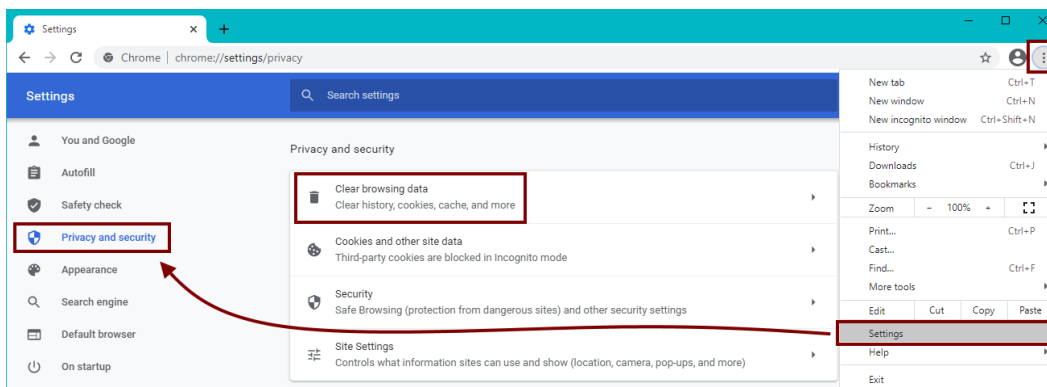 Settings
Chrome | chrome://settings/privacy
Settings
Search settings
You and Google
Autofill
Safety check
Privacy and security
Appearance
Search engine
Default browser
On startup
Privacy and security
Clear browsing data
Clear history, cookies, cache, and more
Cookies and other site data
Third-party cookies are blocked in Incognito mode
Security
Safe Browsing (protection from dangerous sites) and other security settings
Site Settings
Controls what information sites can use and show (location, camera, pop-ups, and more)
New tab Ctrl+T
New window Ctrl+N
New incognito window Ctrl+Shift+N
History
Downloads Ctrl+J
Bookmarks
Zoom - 100% +
Print... Ctrl+P
Cast...
Find... Ctrl+F
More tools
Edit Cut Copy Paste
Settings
Help
Exit